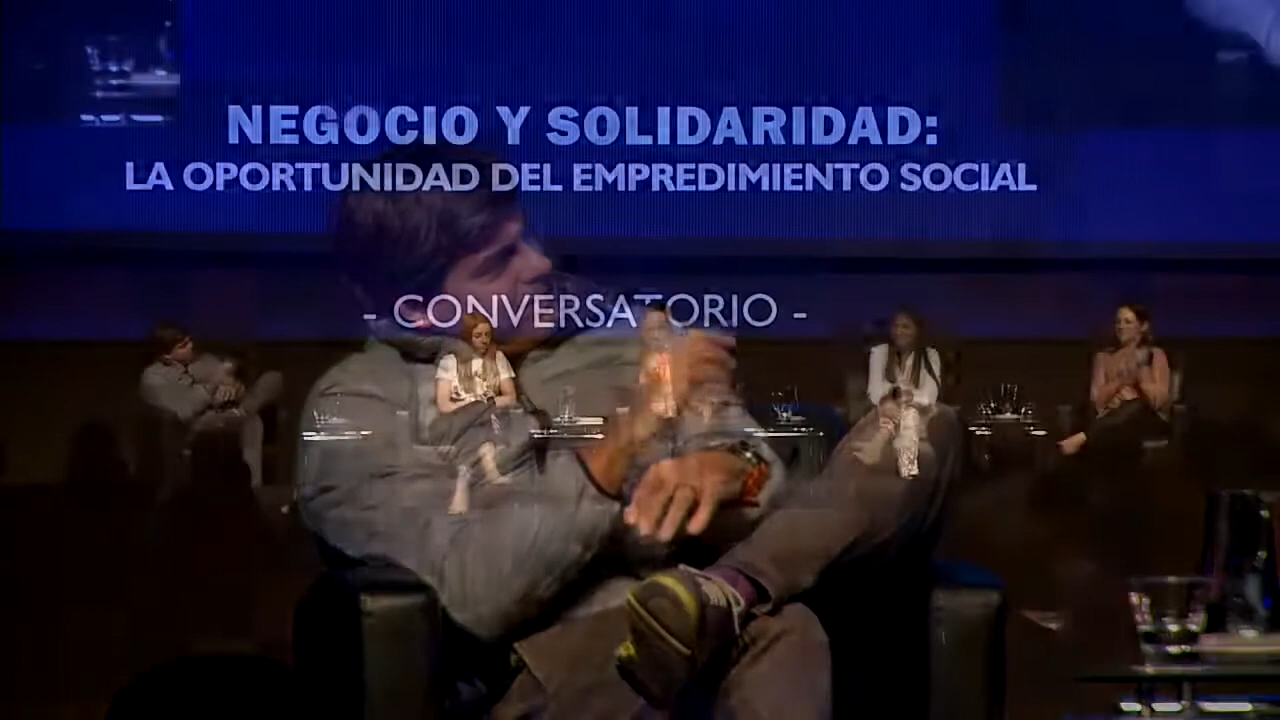 NEGOCIO Y SOLIDARIDAD:
LA OPORTUNIDAD DEL EMPREDIMIENTO SOCIAL
- CONVERSATORIO -